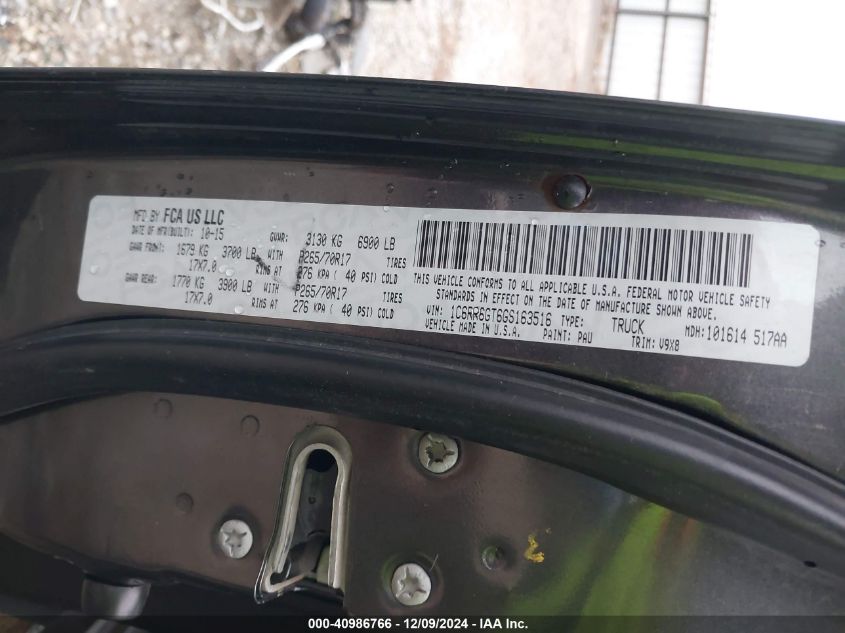 MFD BY FCA US LLC
DATE OF MFR(BUILT): 10-15 GVWR: 3130 KG 6900 LB
GAWR FRONT: 1679 KG 3700 LB WITH P265/70R17 TIRES
17X7.0 RIMS AT 276 KPA ( 40 PSI) COLD
GAWR REAR: 1770 KG 3900 LB WITH P265/70R17 TIRES
17X7.0 RIMS AT 276 KPA ( 40 PSI) COLD
THIS VEHICLE CONFORMS TO ALL APPLICABLE U.S.A. FEDERAL MOTOR VEHICLE SAFETY
STANDARDS IN EFFECT ON THE DATE OF MANUFACTURE SHOWN ABOVE.
VIN: 1C6RR6GT6GS163516 TYPE: TRUCK MDH: 101614 517AA
VEHICLE MADE IN U.S.A. PAINT: PAU TRIM: V9X8
000-40986766 - 12/09/2024 - IAA Inc.